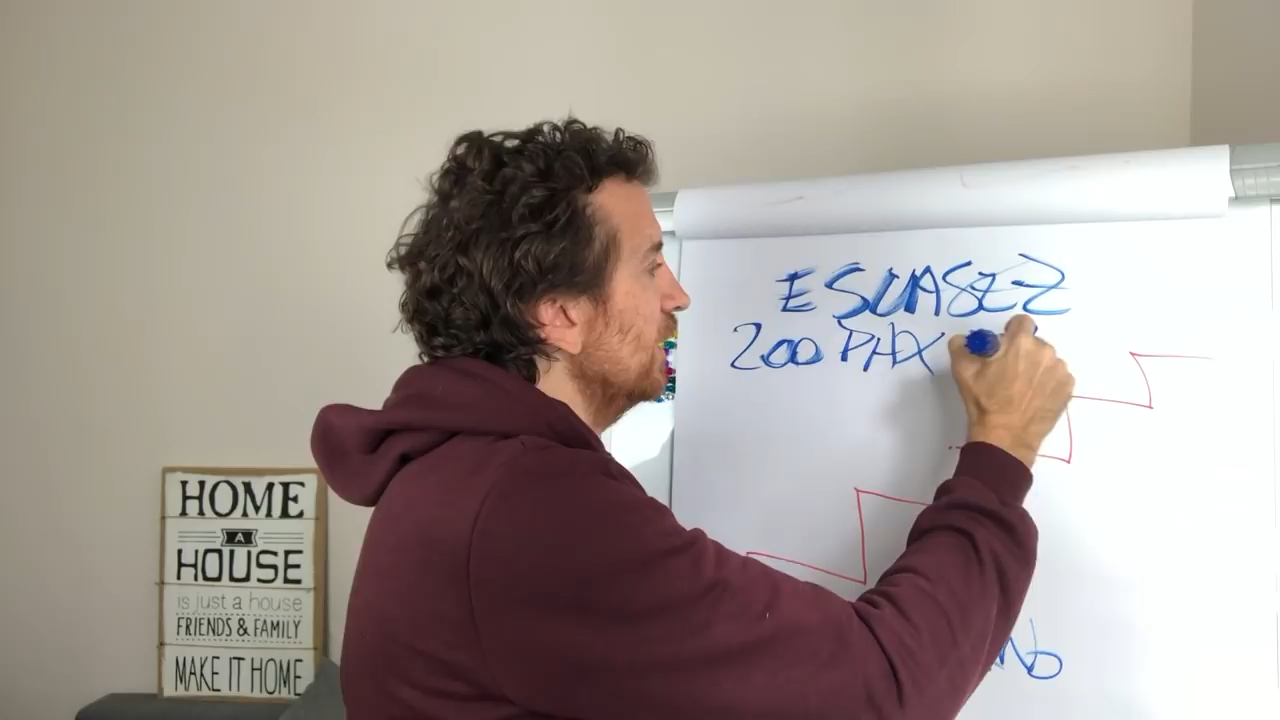 ESCASEZ
200 PAX
HOME
A
HOUSE
is just a house
FRIENDS & FAMILY
MAKE IT HOME